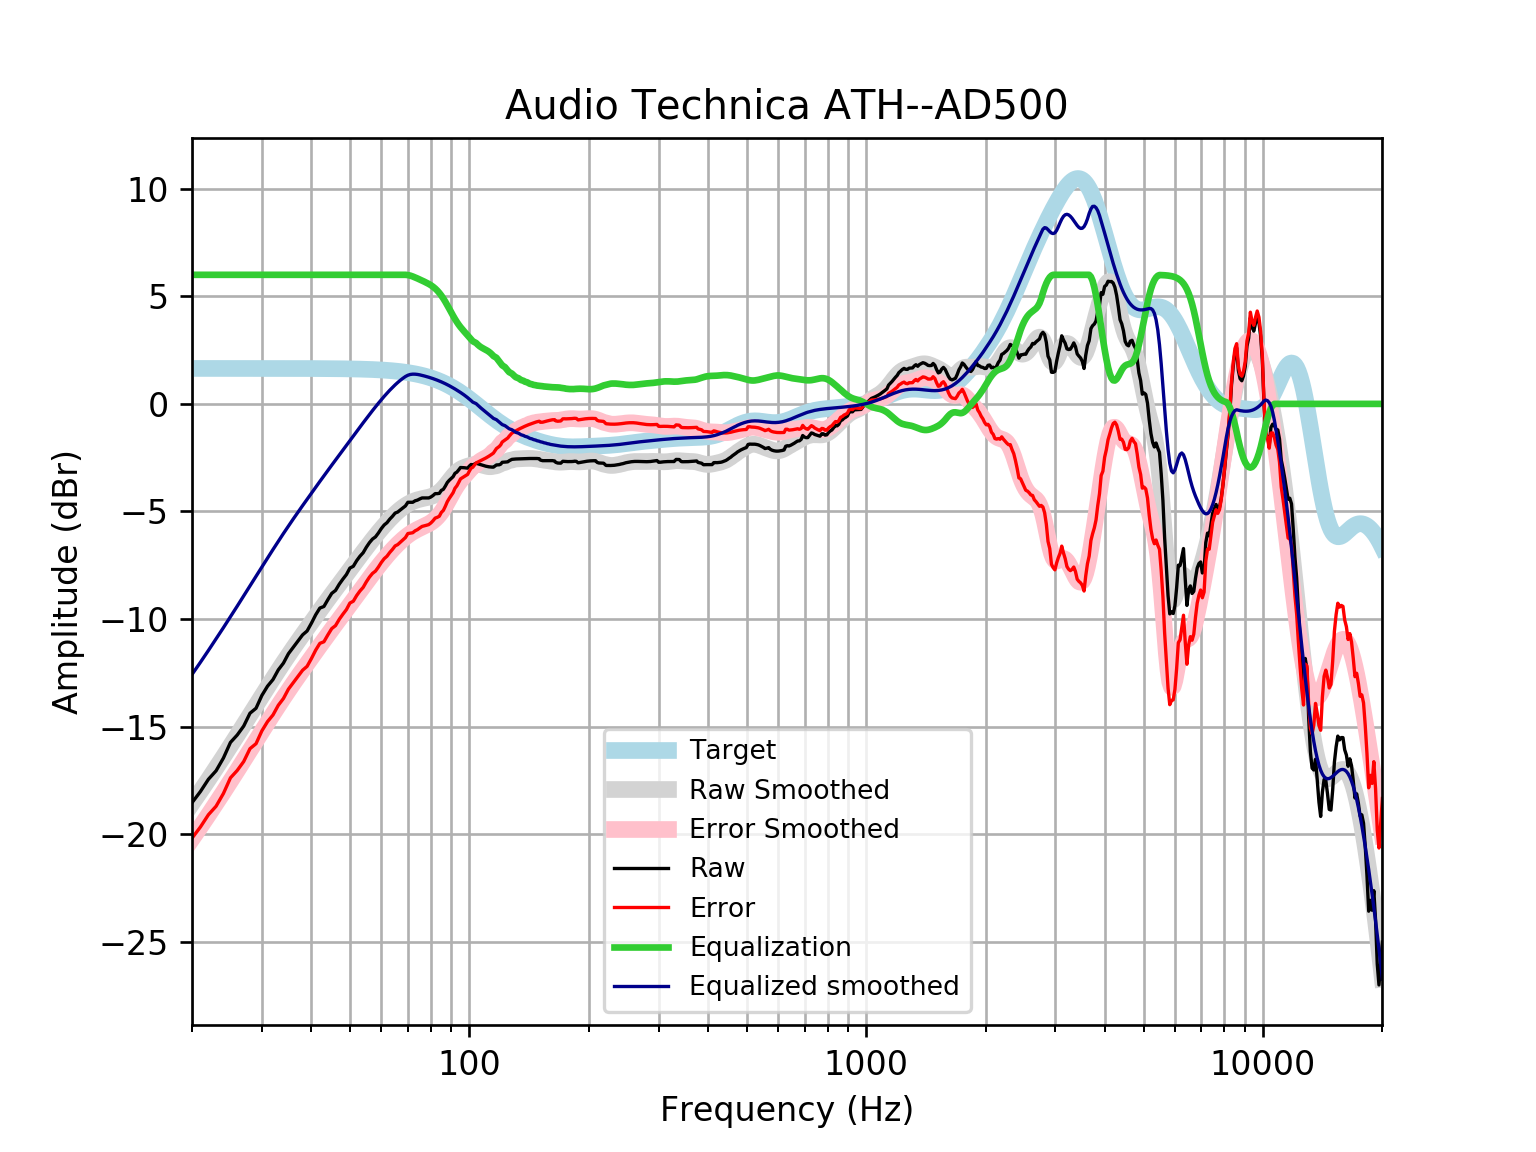 Audio Technica ATH--AD500
Amplitude (dBr)
10
5
0
−5
−10
−15
−20
−25
Target
Raw Smoothed
Error Smoothed
Raw
Error
Equalization
Equalized smoothed
100 1000 10000
Frequency (Hz)